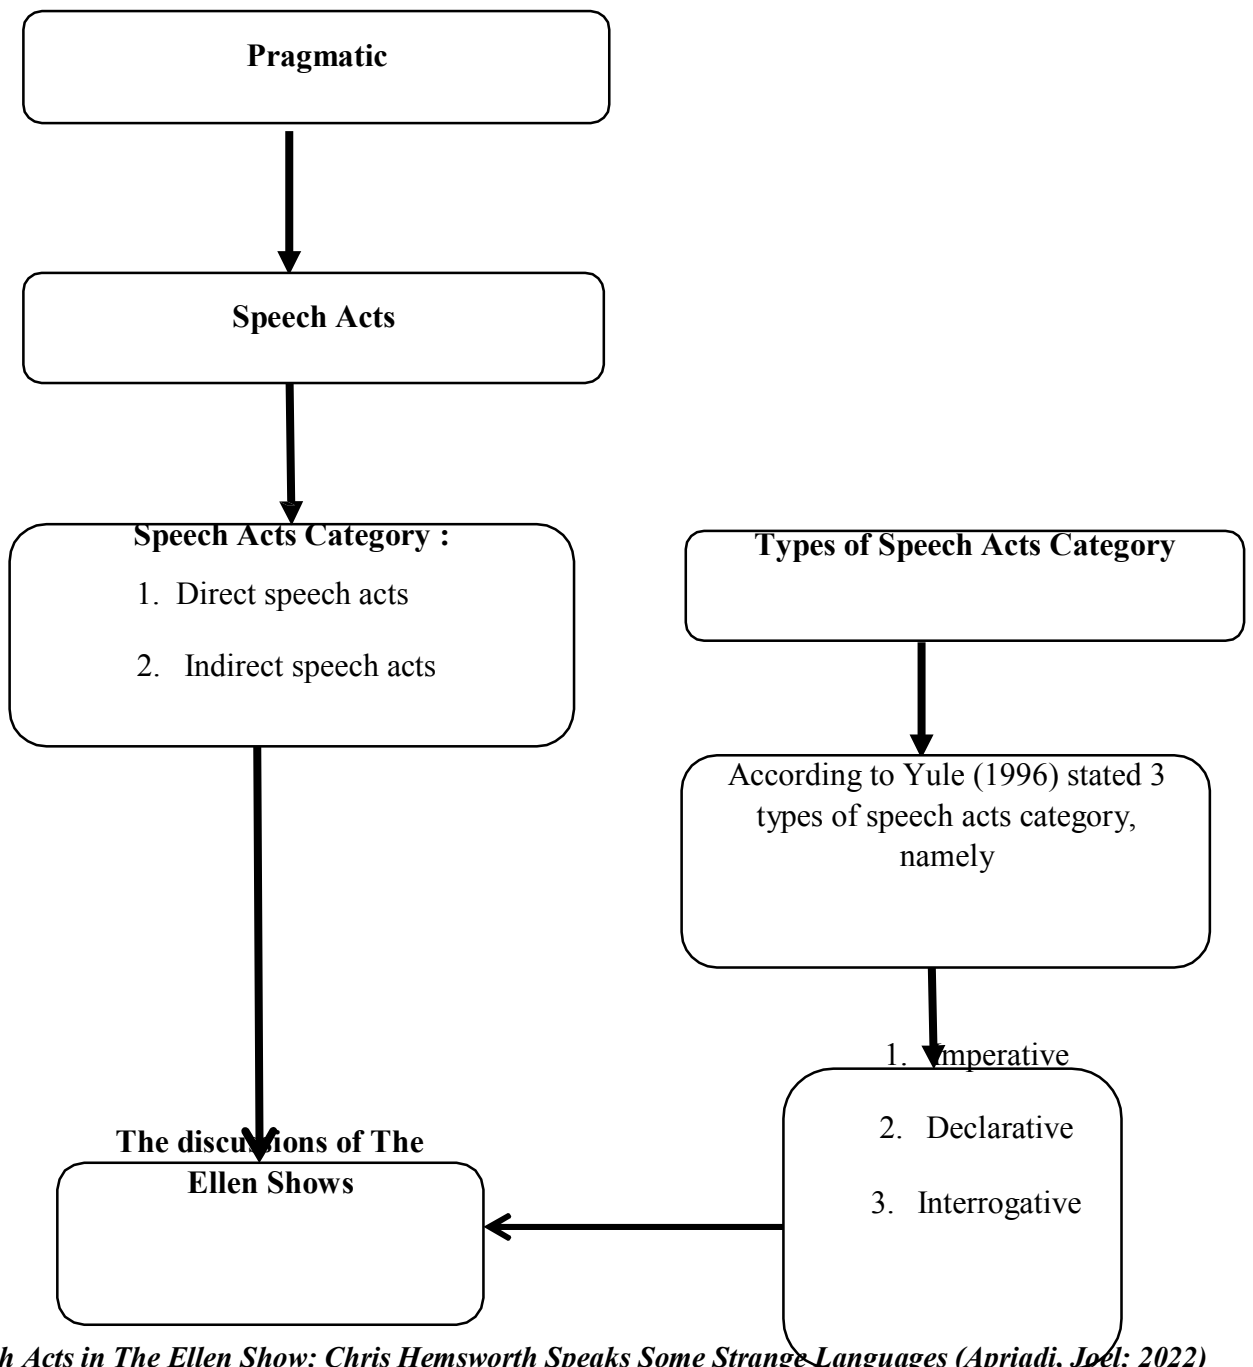 Pragmatic
Speech Acts
Speech Acts Category :
1. Direct speech acts
2. Indirect speech acts
Types of Speech Acts Category
According to Yule (1996) stated 3
types of speech acts category,
namely
1. Imperative
2. Declarative
3. Interrogative
The discussions of The
Ellen Shows
h Acts in The Ellen Show: Chris Hemsworth Speaks Some Strange Languages (Apriadi, Joel: 2022)